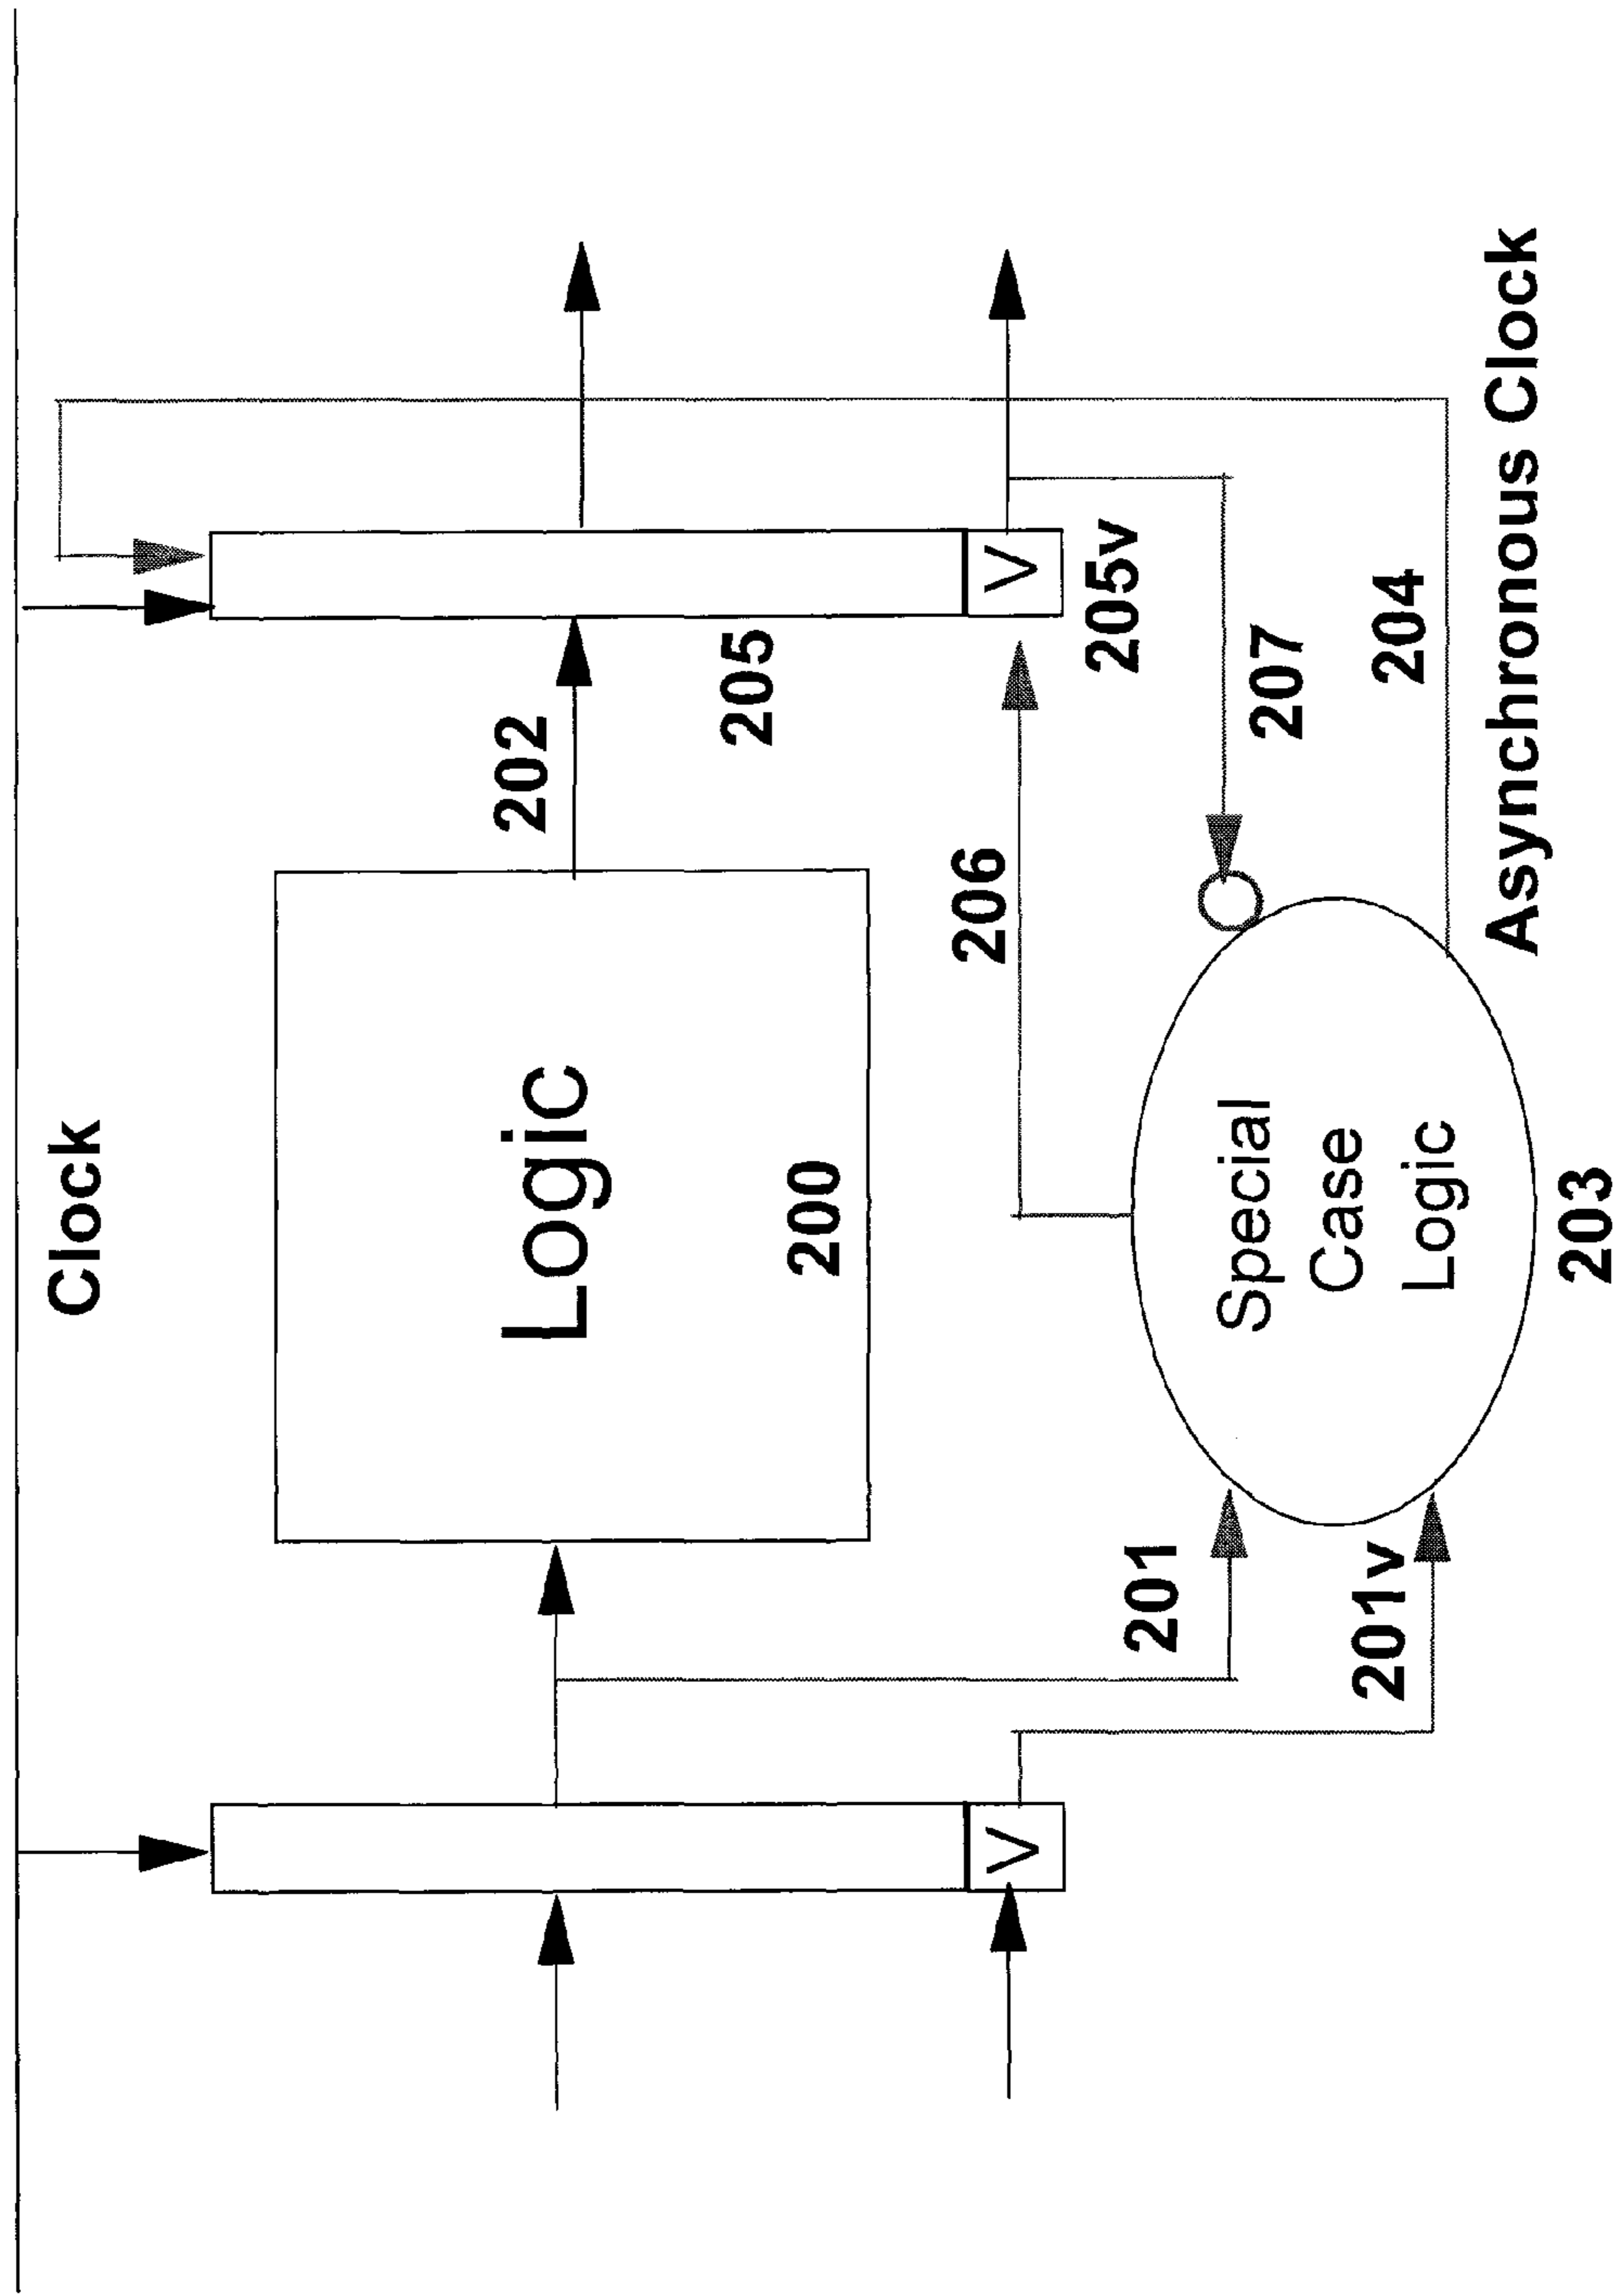 Clock
Logic
200
202
205
V
V
205v
206
207
201
201v
Special
Case
Logic
203
204
Asynchronous Clock